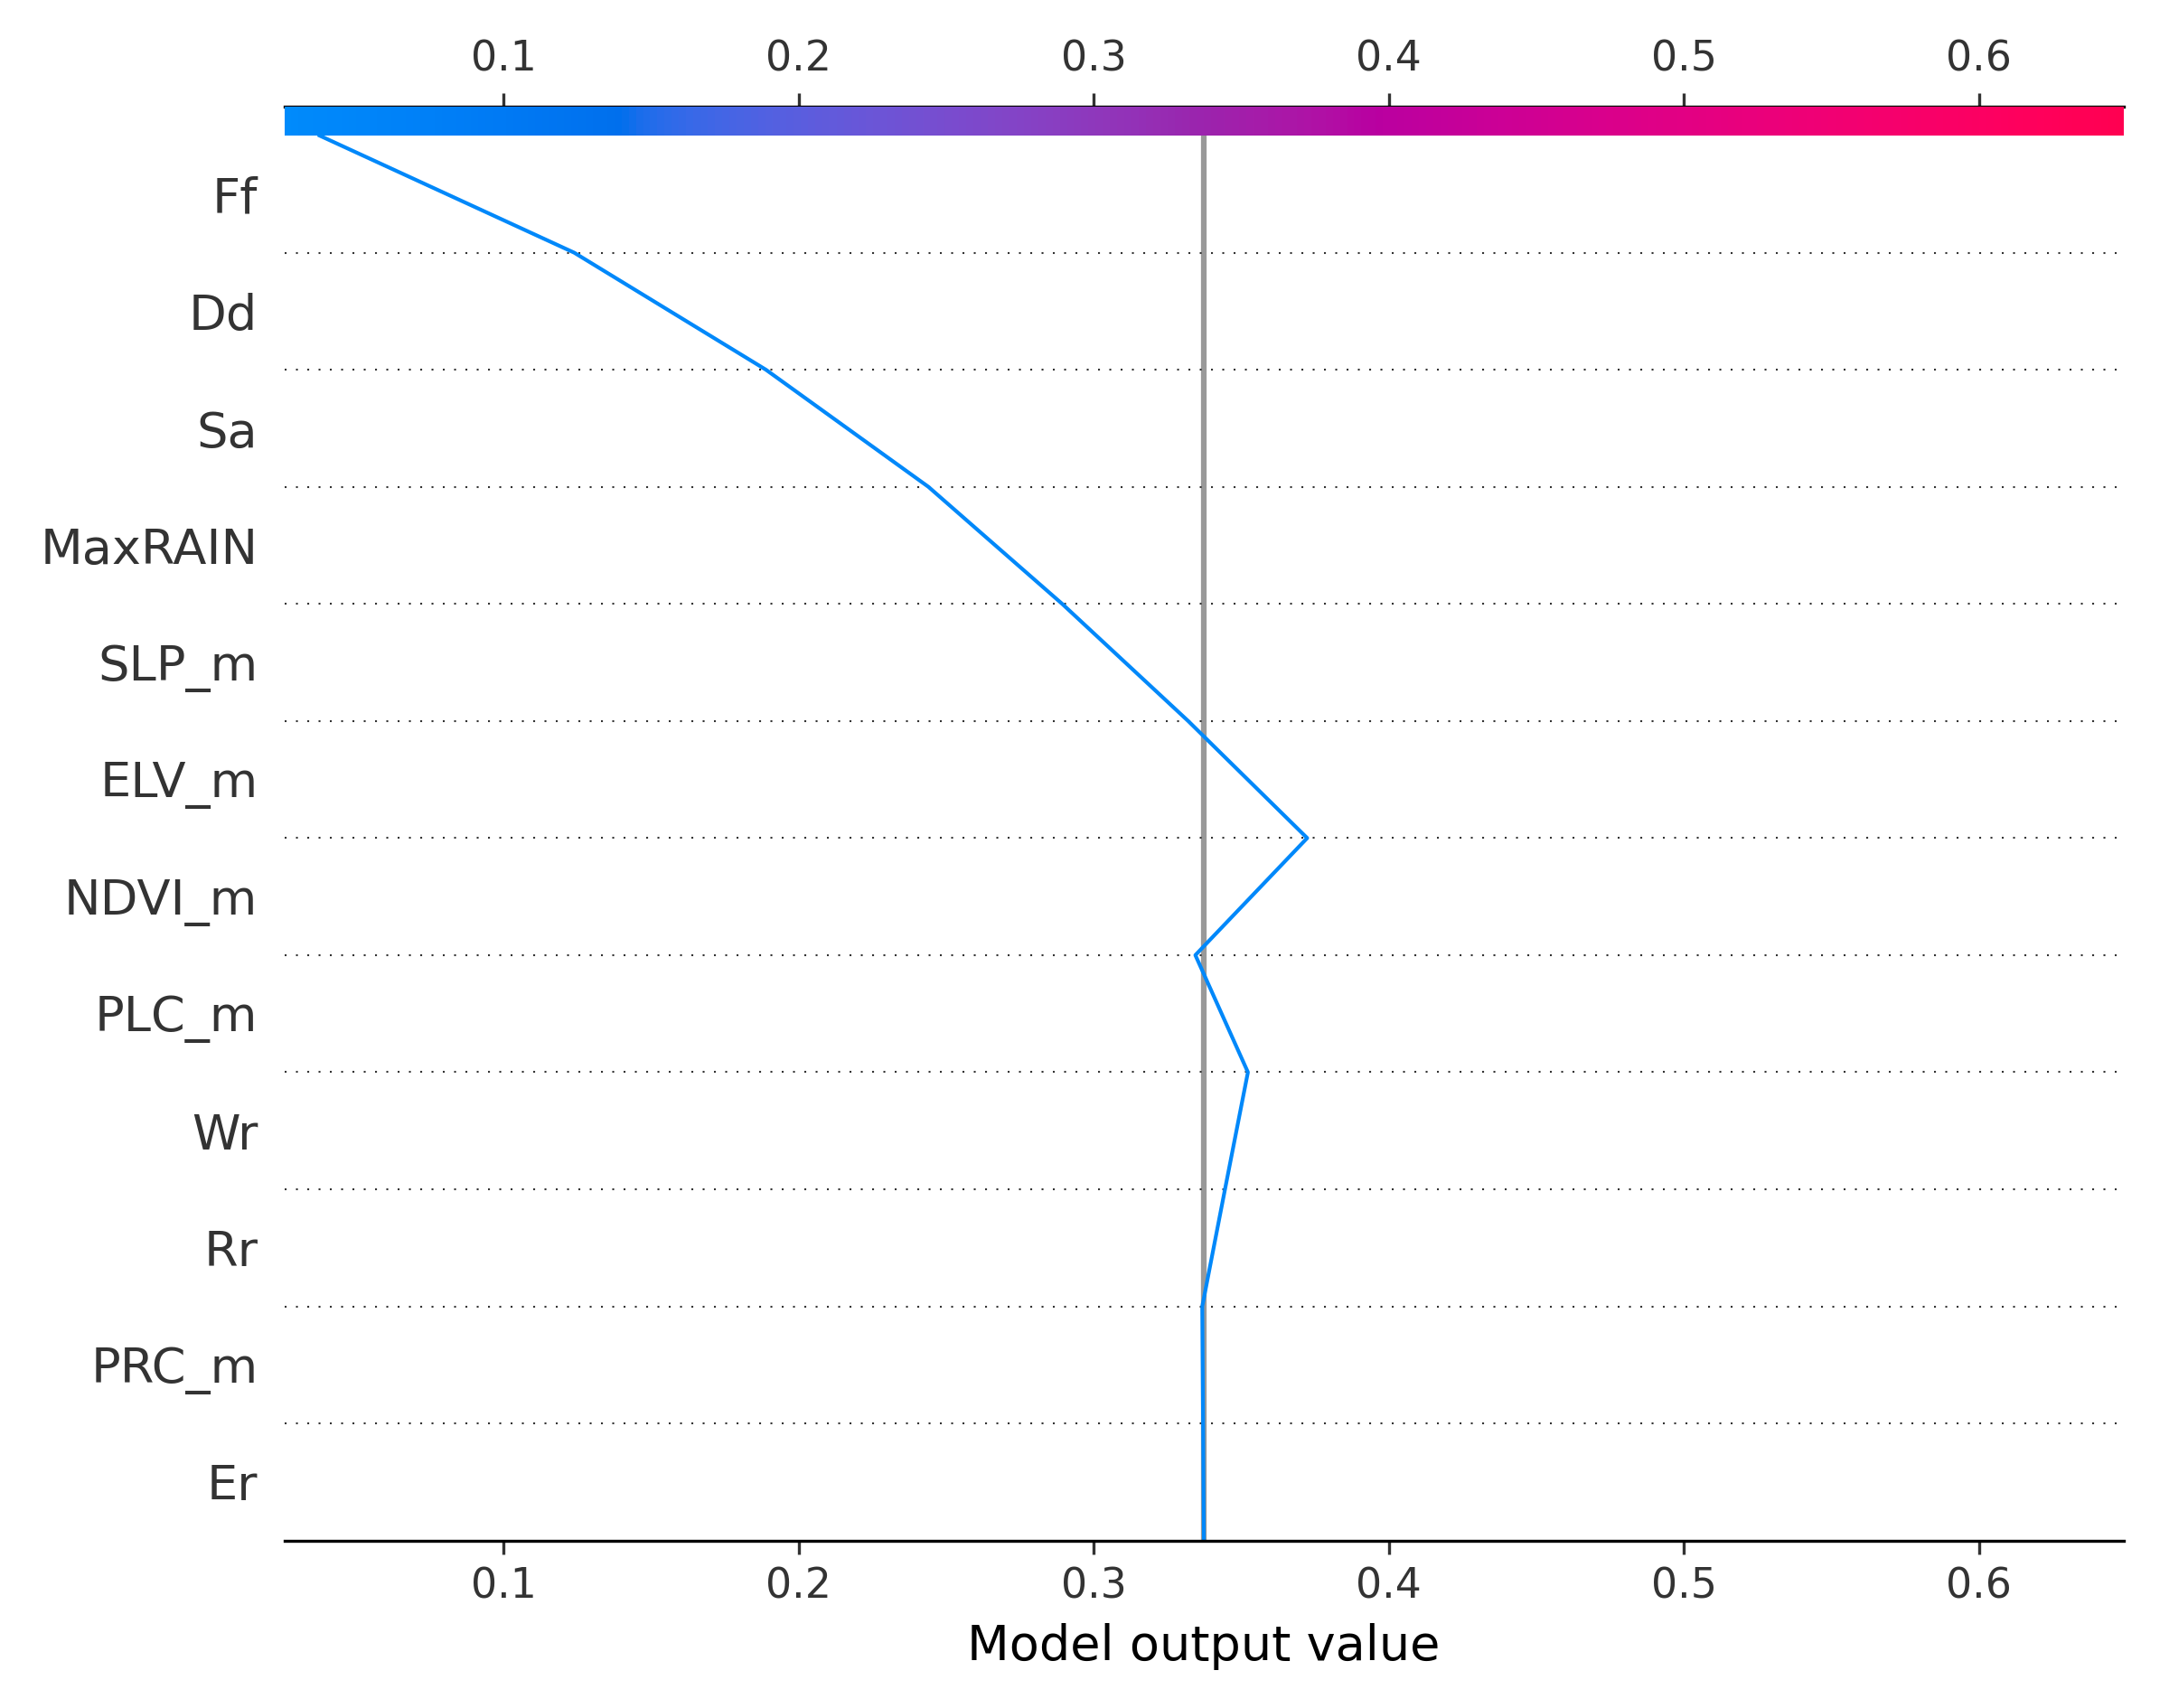 0.1 0.2 0.3 0.4 0.5 0.6
Ff
Dd
Sa
MaxRAIN
SLP_m
ELV_m
NDVI_m
PLC_m
Wr
Rr
PRC_m
Er
0.1 0.2 0.3 0.4 0.5 0.6
Model output value